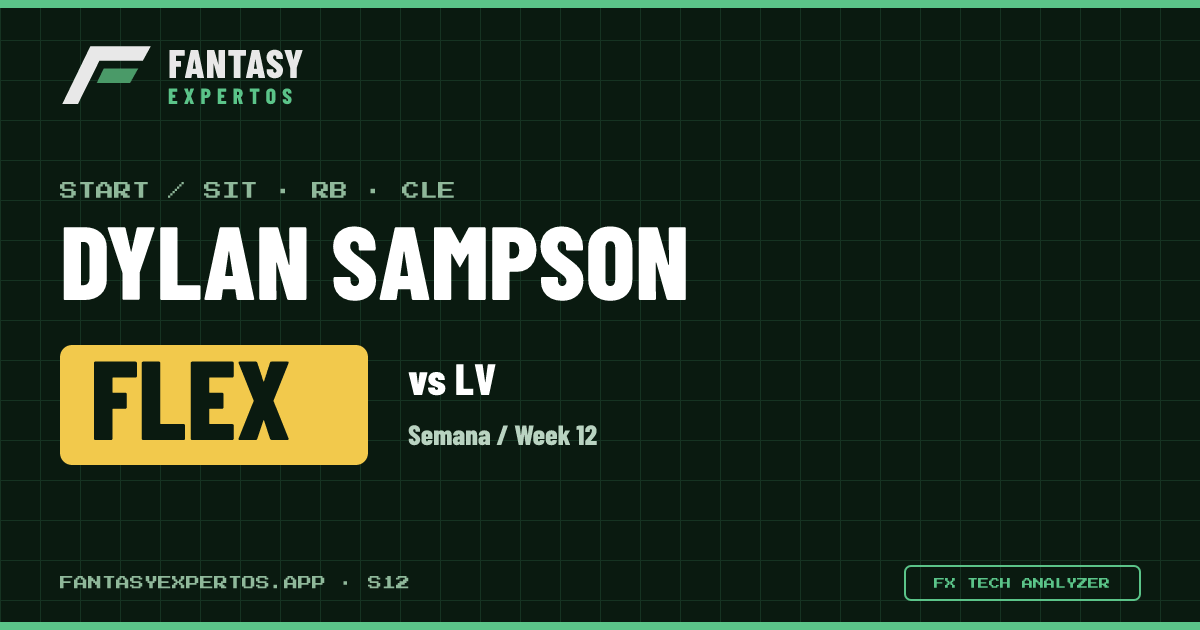 FANTASY
EXPERTOS
START / SIT · RB · CLE
DYLAN SAMPSON
FLEX
vs LV
Semana / Week 12
FANTASYEXPERTOS.APP · S12
FX TECH ANALYZER